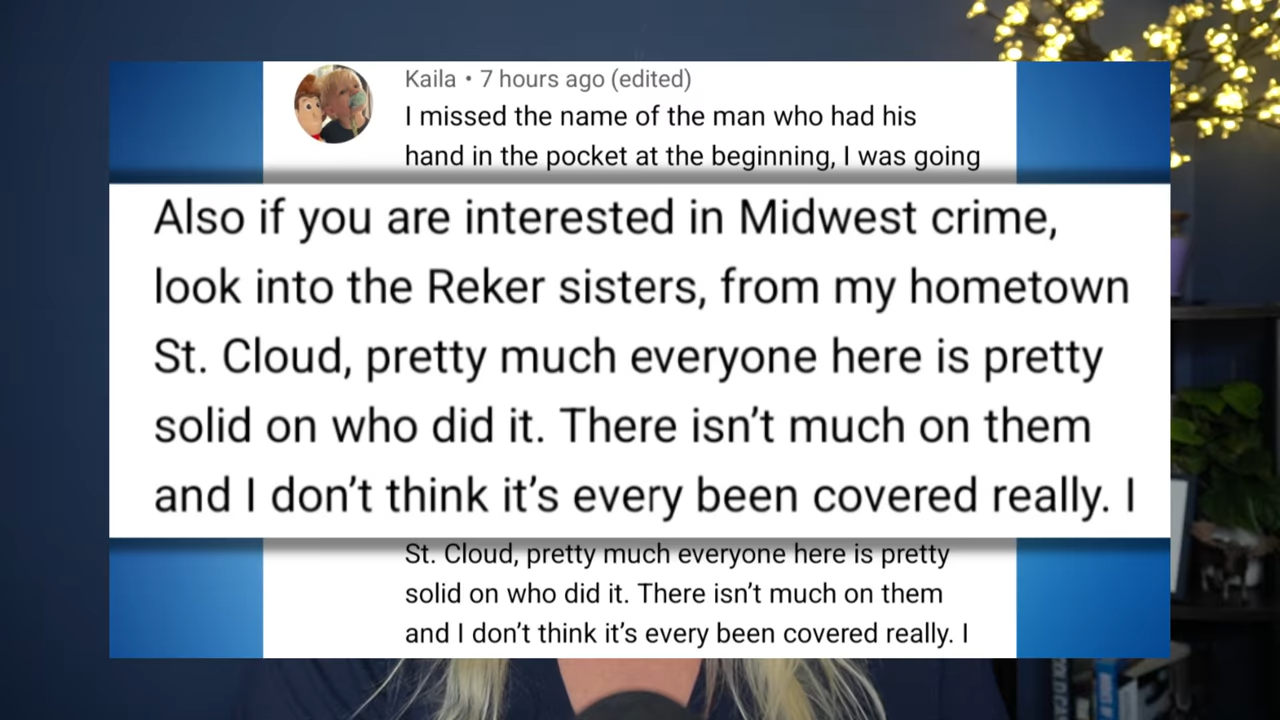 Kaila • 7 hours ago (edited)
I missed the name of the man who had his
hand in the pocket at the beginning, I was going
Also if you are interested in Midwest crime,
look into the Reker sisters, from my hometown
St. Cloud, pretty much everyone here is pretty
solid on who did it. There isn’t much on them
and I don’t think it’s every been covered really. I
St. Cloud, pretty much everyone here is pretty
solid on who did it. There isn’t much on them
and I don’t think it’s every been covered really. I